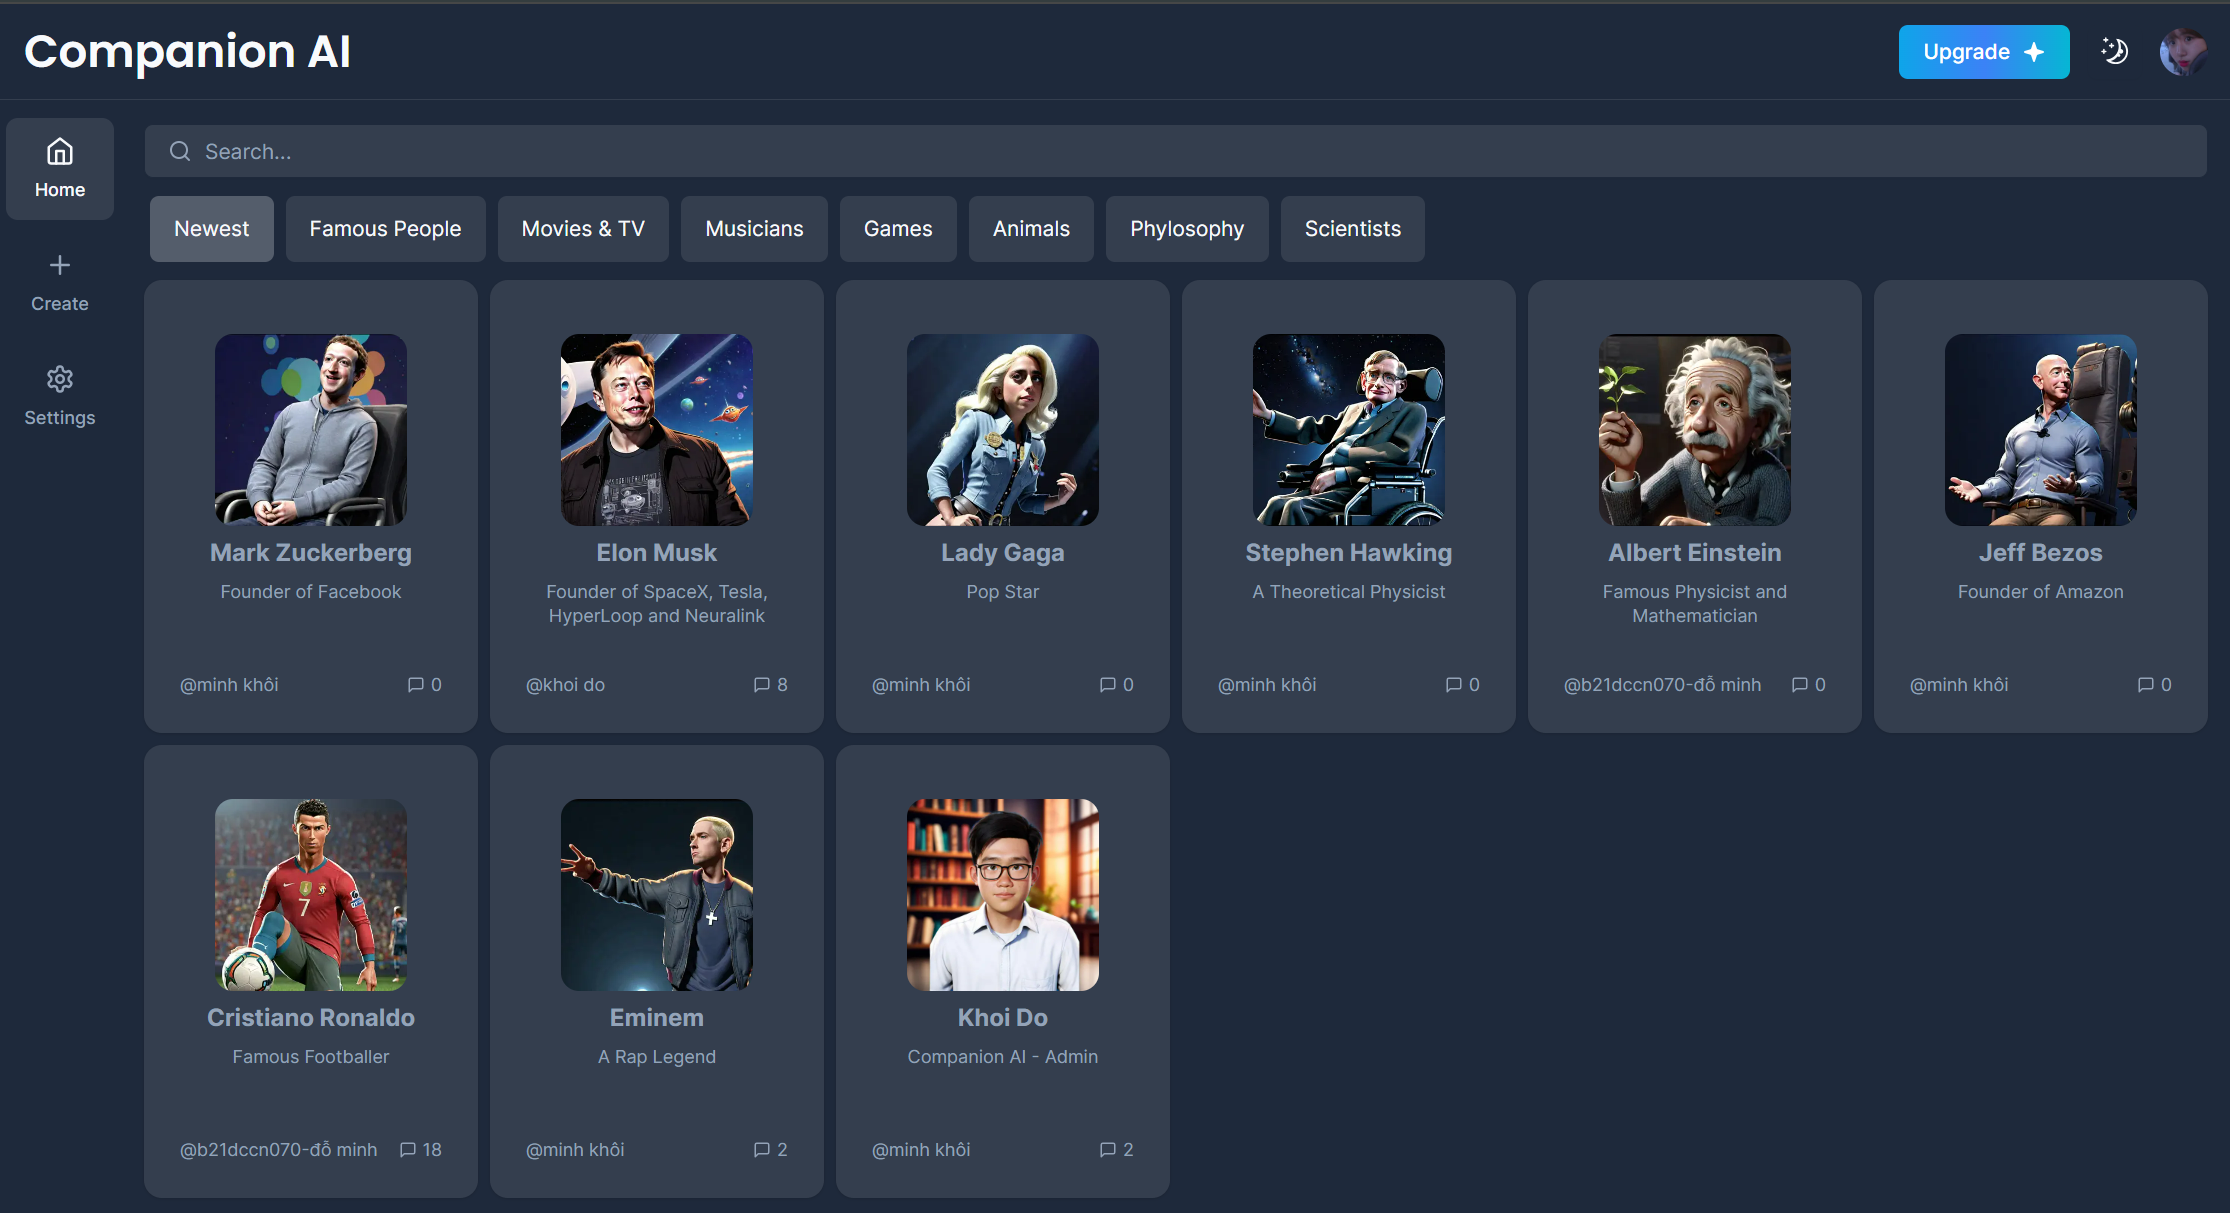 Companion AI
Upgrade
Home
Create
Settings
Search...
Newest
Famous People
Movies & TV
Musicians
Games
Animals
Phylosophy
Scientists
Mark Zuckerberg
Founder of Facebook
@minh khôi
0
Elon Musk
Founder of SpaceX, Tesla,
HyperLoop and Neuralink
@khoi do
8
Lady Gaga
Pop Star
@minh khôi
0
Stephen Hawking
A Theoretical Physicist
@minh khôi
0
Albert Einstein
Famous Physicist and
Mathematician
@b21dccn070-đỗ minh
0
Jeff Bezos
Founder of Amazon
@minh khôi
0
7
Cristiano Ronaldo
Famous Footballer
@b21dccn070-đỗ minh
18
Eminem
A Rap Legend
@minh khôi
2
Khoi Do
Companion AI - Admin
@minh khôi
2